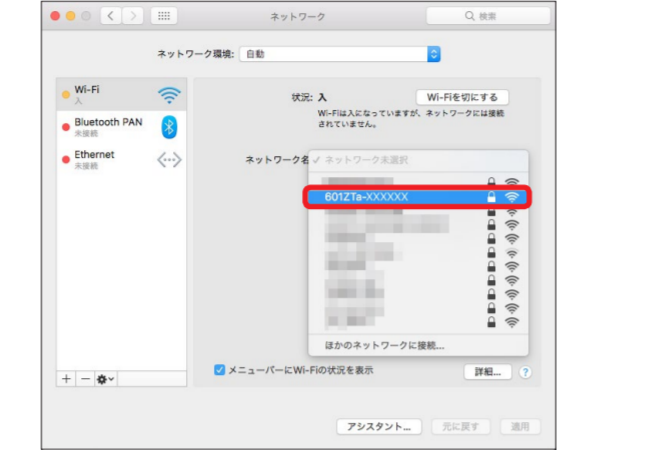 ネットワーク
検索
ネットワーク環境: 自動
Wi-Fi
入
Bluetooth PAN
未接続
Ethernet
未接続
状況: 入
Wi-Fiを切にする
Wi-Fiは入になっていますが、ネットワークには接続
されていません。
ネットワーク名
✓ ネットワーク未選択
601ZTa-XXXXXX
ほかのネットワークに接続...
メニューバーにWi-Fiの状況を表示
詳細...
?
アシスタント...
元に戻す
適用